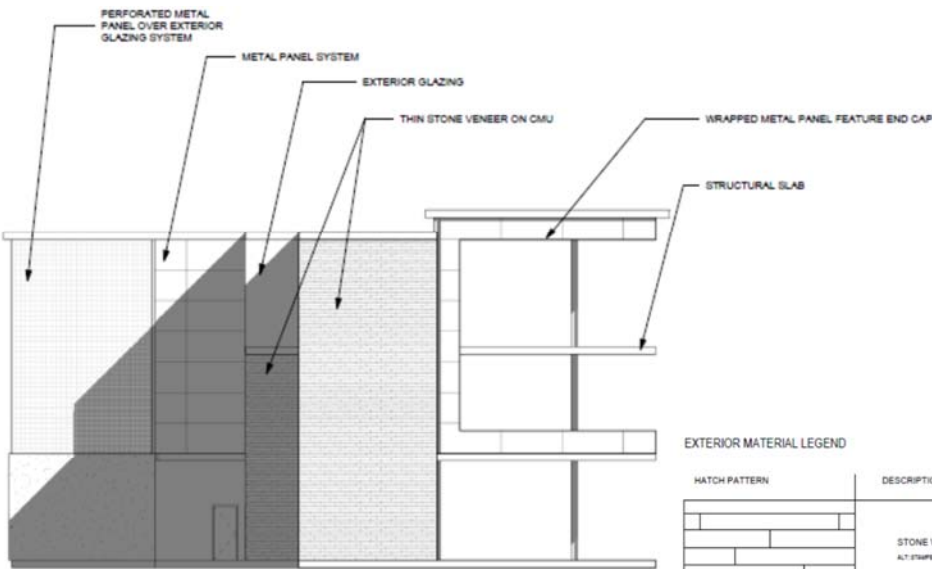 PERFORATED METAL
PANEL OVER EXTERIOR
GLAZING SYSTEM
METAL PANEL SYSTEM
EXTERIOR GLAZING
THIN STONE VENEER ON CMU
WRAPPED METAL PANEL FEATURE END CAP
STRUCTURAL SLAB
EXTERIOR MATERIAL LEGEND
HATCH PATTERN
STONE